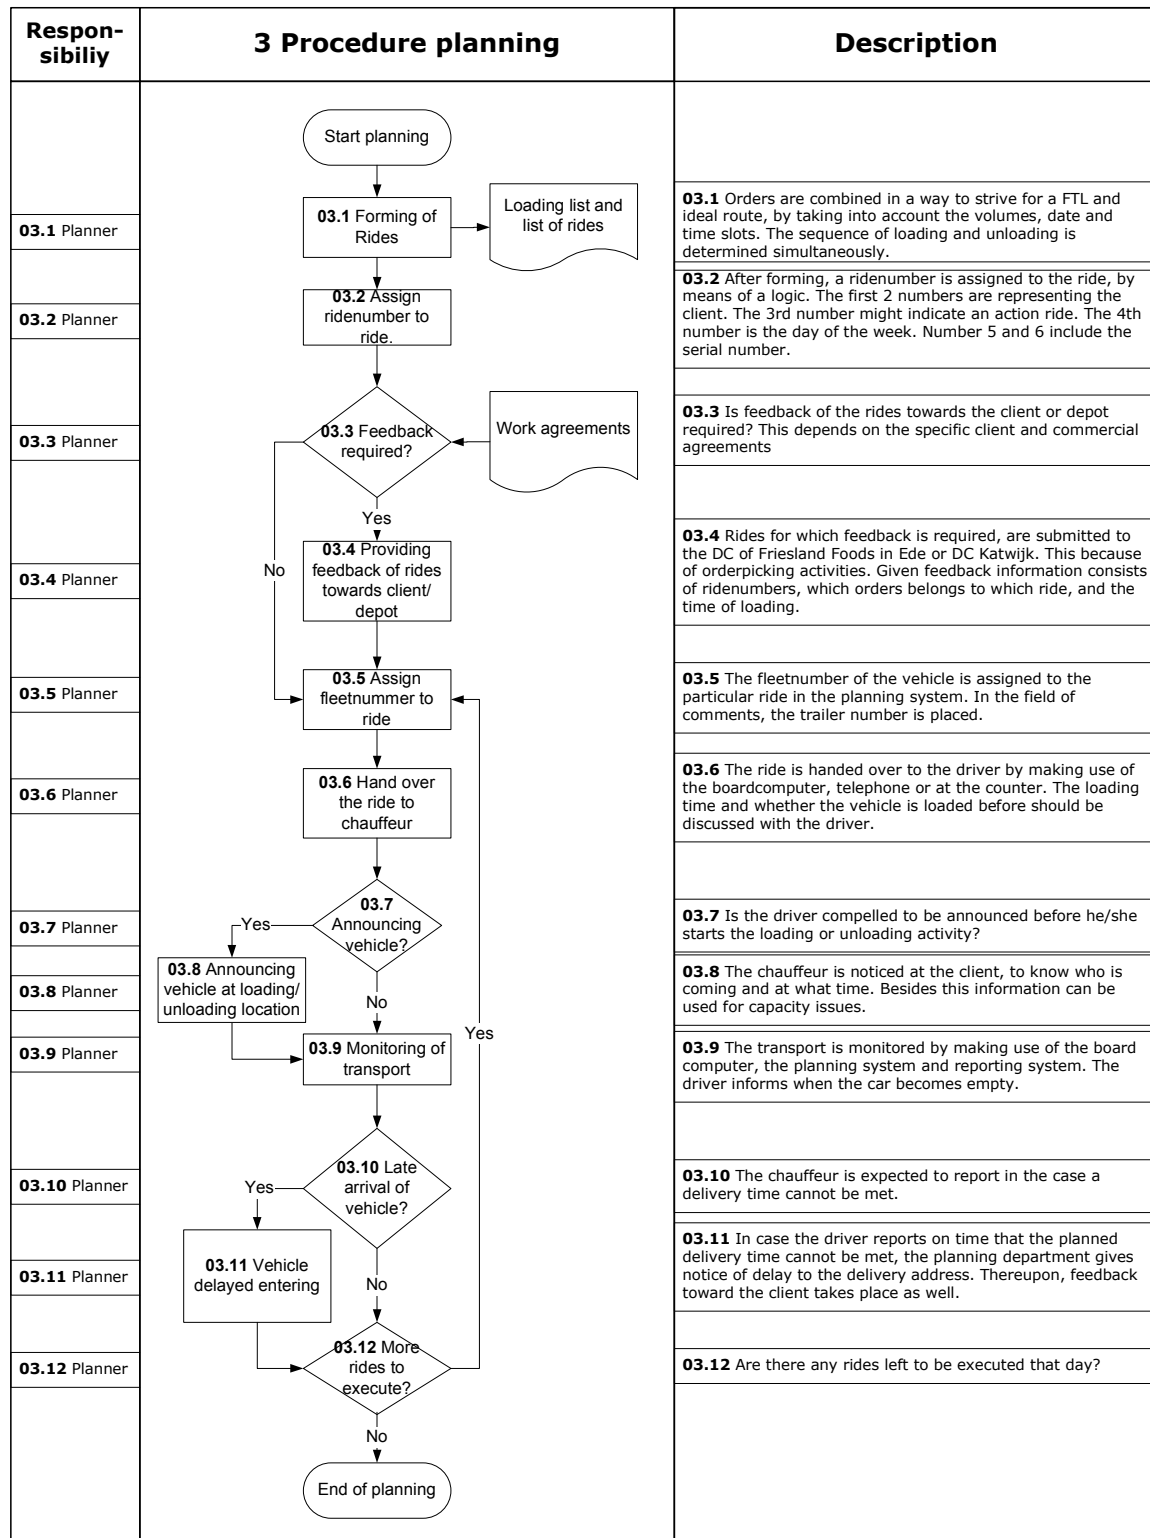 Respon-
sibiliy
3 Procedure planning
Description
Start planning
03.1 Planner
03.1 Forming of
Rides
Loading list and
list of rides
03.1 Orders are combined in a way to strive for a FTL and
ideal route, by taking into account the volumes, date and
time slots. The sequence of loading and unloading is
determined simultaneously.
03.2 Planner
03.2 Assign
ridenumber to
ride.
03.2 After forming, a ridenumber is assigned to the ride, by
means of a logic. The first 2 numbers are representing the
client. The 3rd number might indicate an action ride. The 4th
number is the day of the week. Number 5 and 6 include the
serial number.
03.3 Planner
03.3 Feedback
required?
Work agreements
03.3 Is feedback of the rides towards the client or depot
required? This depends on the specific client and commercial
agreements
Yes
No
03.4 Planner
03.4 Providing
feedback of rides
towards client/
depot
03.4 Rides for which feedback is required, are submitted to
the DC of Friesland Foods in Ede or DC Katwijk. This because
of orderpicking activities. Given feedback information consists
of ridenumbers, which orders belongs to which ride, and the
time of loading.
03.5 Planner
03.5 Assign
fleetnummer to
ride
03.5 The fleetnumber of the vehicle is assigned to the
particular ride in the planning system. In the field of
comments, the trailer number is placed.
03.6 Planner
03.6 Hand over
the ride to
chauffeur
03.6 The ride is handed over to the driver by making use of
the boardcomputer, telephone or at the counter. The loading
time and whether the vehicle is loaded before should be
discussed with the driver.
03.7 Planner
Yes
03.7
Announcing
vehicle?
03.7 Is the driver compelled to be announced before he/she
starts the loading or unloading activity?
03.8 Planner
03.8 Announcing
vehicle at loading/
unloading location
No
03.8 The chauffeur is noticed at the client, to know who is
coming and at what time. Besides this information can be
used for capacity issues.
Yes
03.9 Planner
03.9 Monitoring of
transport
03.9 The transport is monitored by making use of the board
computer, the planning system and reporting system. The
driver informs when the car becomes empty.
03.10 Planner
Yes
03.10 Late
arrival of
vehicle?
03.10 The chauffeur is expected to report in the case a
delivery time cannot be met.
03.11 Planner
03.11 Vehicle
delayed entering
No
03.11 In case the driver reports on time that the planned
delivery time cannot be met, the planning department gives
notice of delay to the delivery address. Thereupon, feedback
toward the client takes place as well.
03.12 Planner
03.12 More
rides to
execute?
03.12 Are there any rides left to be executed that day?
No
End of planning